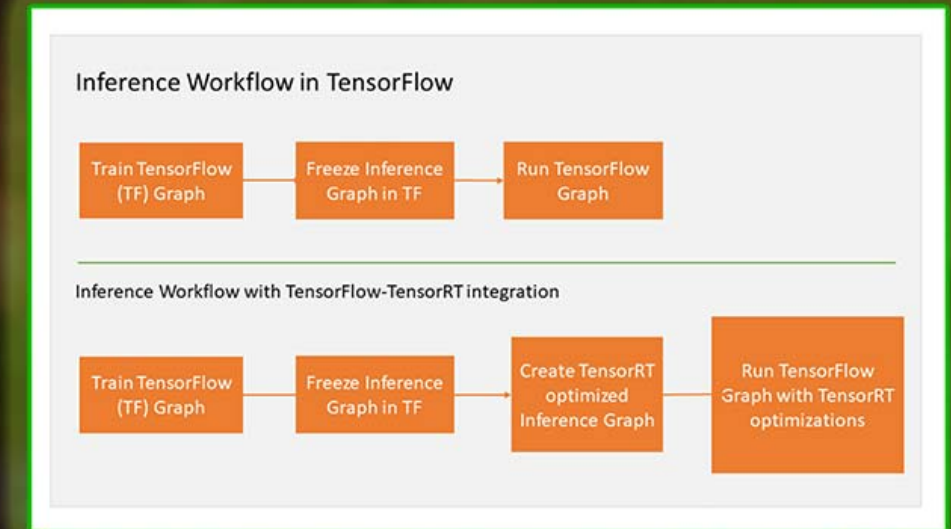 Inference Workflow in TensorFlow
Train TensorFlow
(TF) Graph
Freeze Inference
Graph in TF
Run TensorFlow
Graph
Inference Workflow with TensorFlow-TensorRT integration
Train TensorFlow
(TF) Graph
Freeze Inference
Graph in TF
Create TensorRT
optimized
Inference Graph
Run TensorFlow
Graph with TensorRT
optimizations